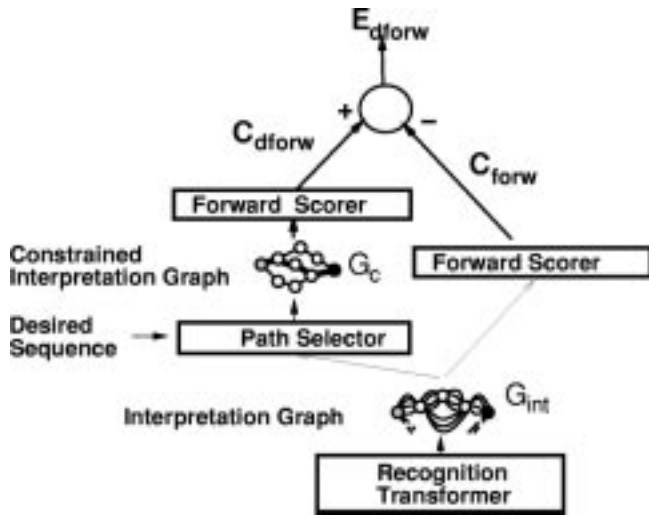 E dforw
+
−
C dforw
C forw
Forward Scorer
Constrained
Interpretation Graph
G c
Forward Scorer
Desired
Sequence
Path Selector
Interpretation Graph
G int
Recognition
Transformer